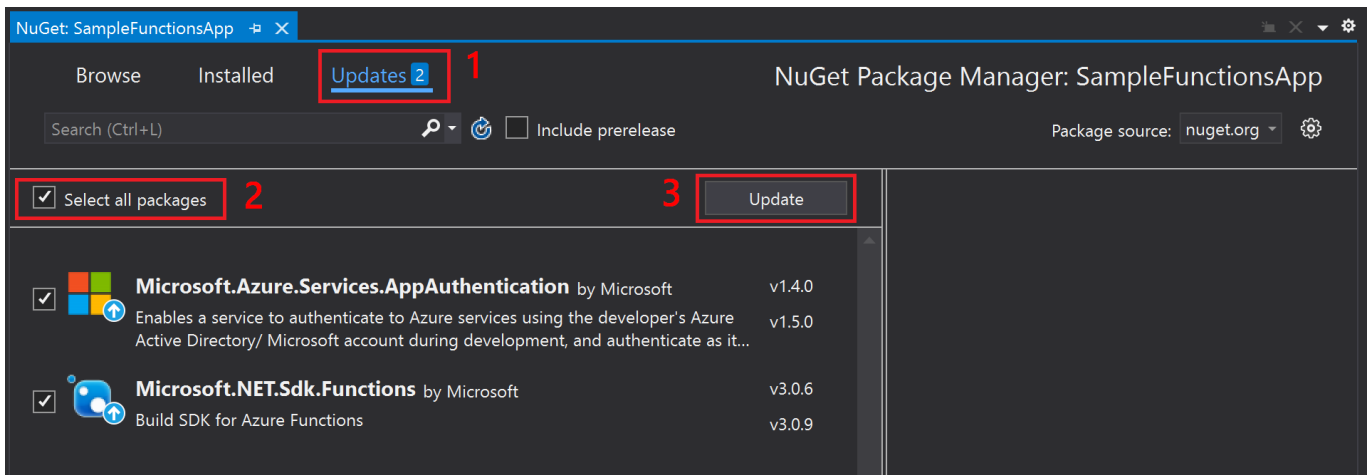 NuGet: SampleFunctionsApp
Browse Installed Updates 2 1 NuGet Package Manager: SampleFunctionsApp
Search (Ctrl+L) Include prerelease Package source: nuget.org
Select all packages 2 3 Update
Microsoft.Azure.Services.AppAuthentication by Microsoft v1.4.0
Enables a service to authenticate to Azure services using the developer's Azure v1.5.0
Active Directory/ Microsoft account during development, and authenticate as it...
Microsoft.NET.Sdk.Functions by Microsoft v3.0.6
Build SDK for Azure Functions v3.0.9